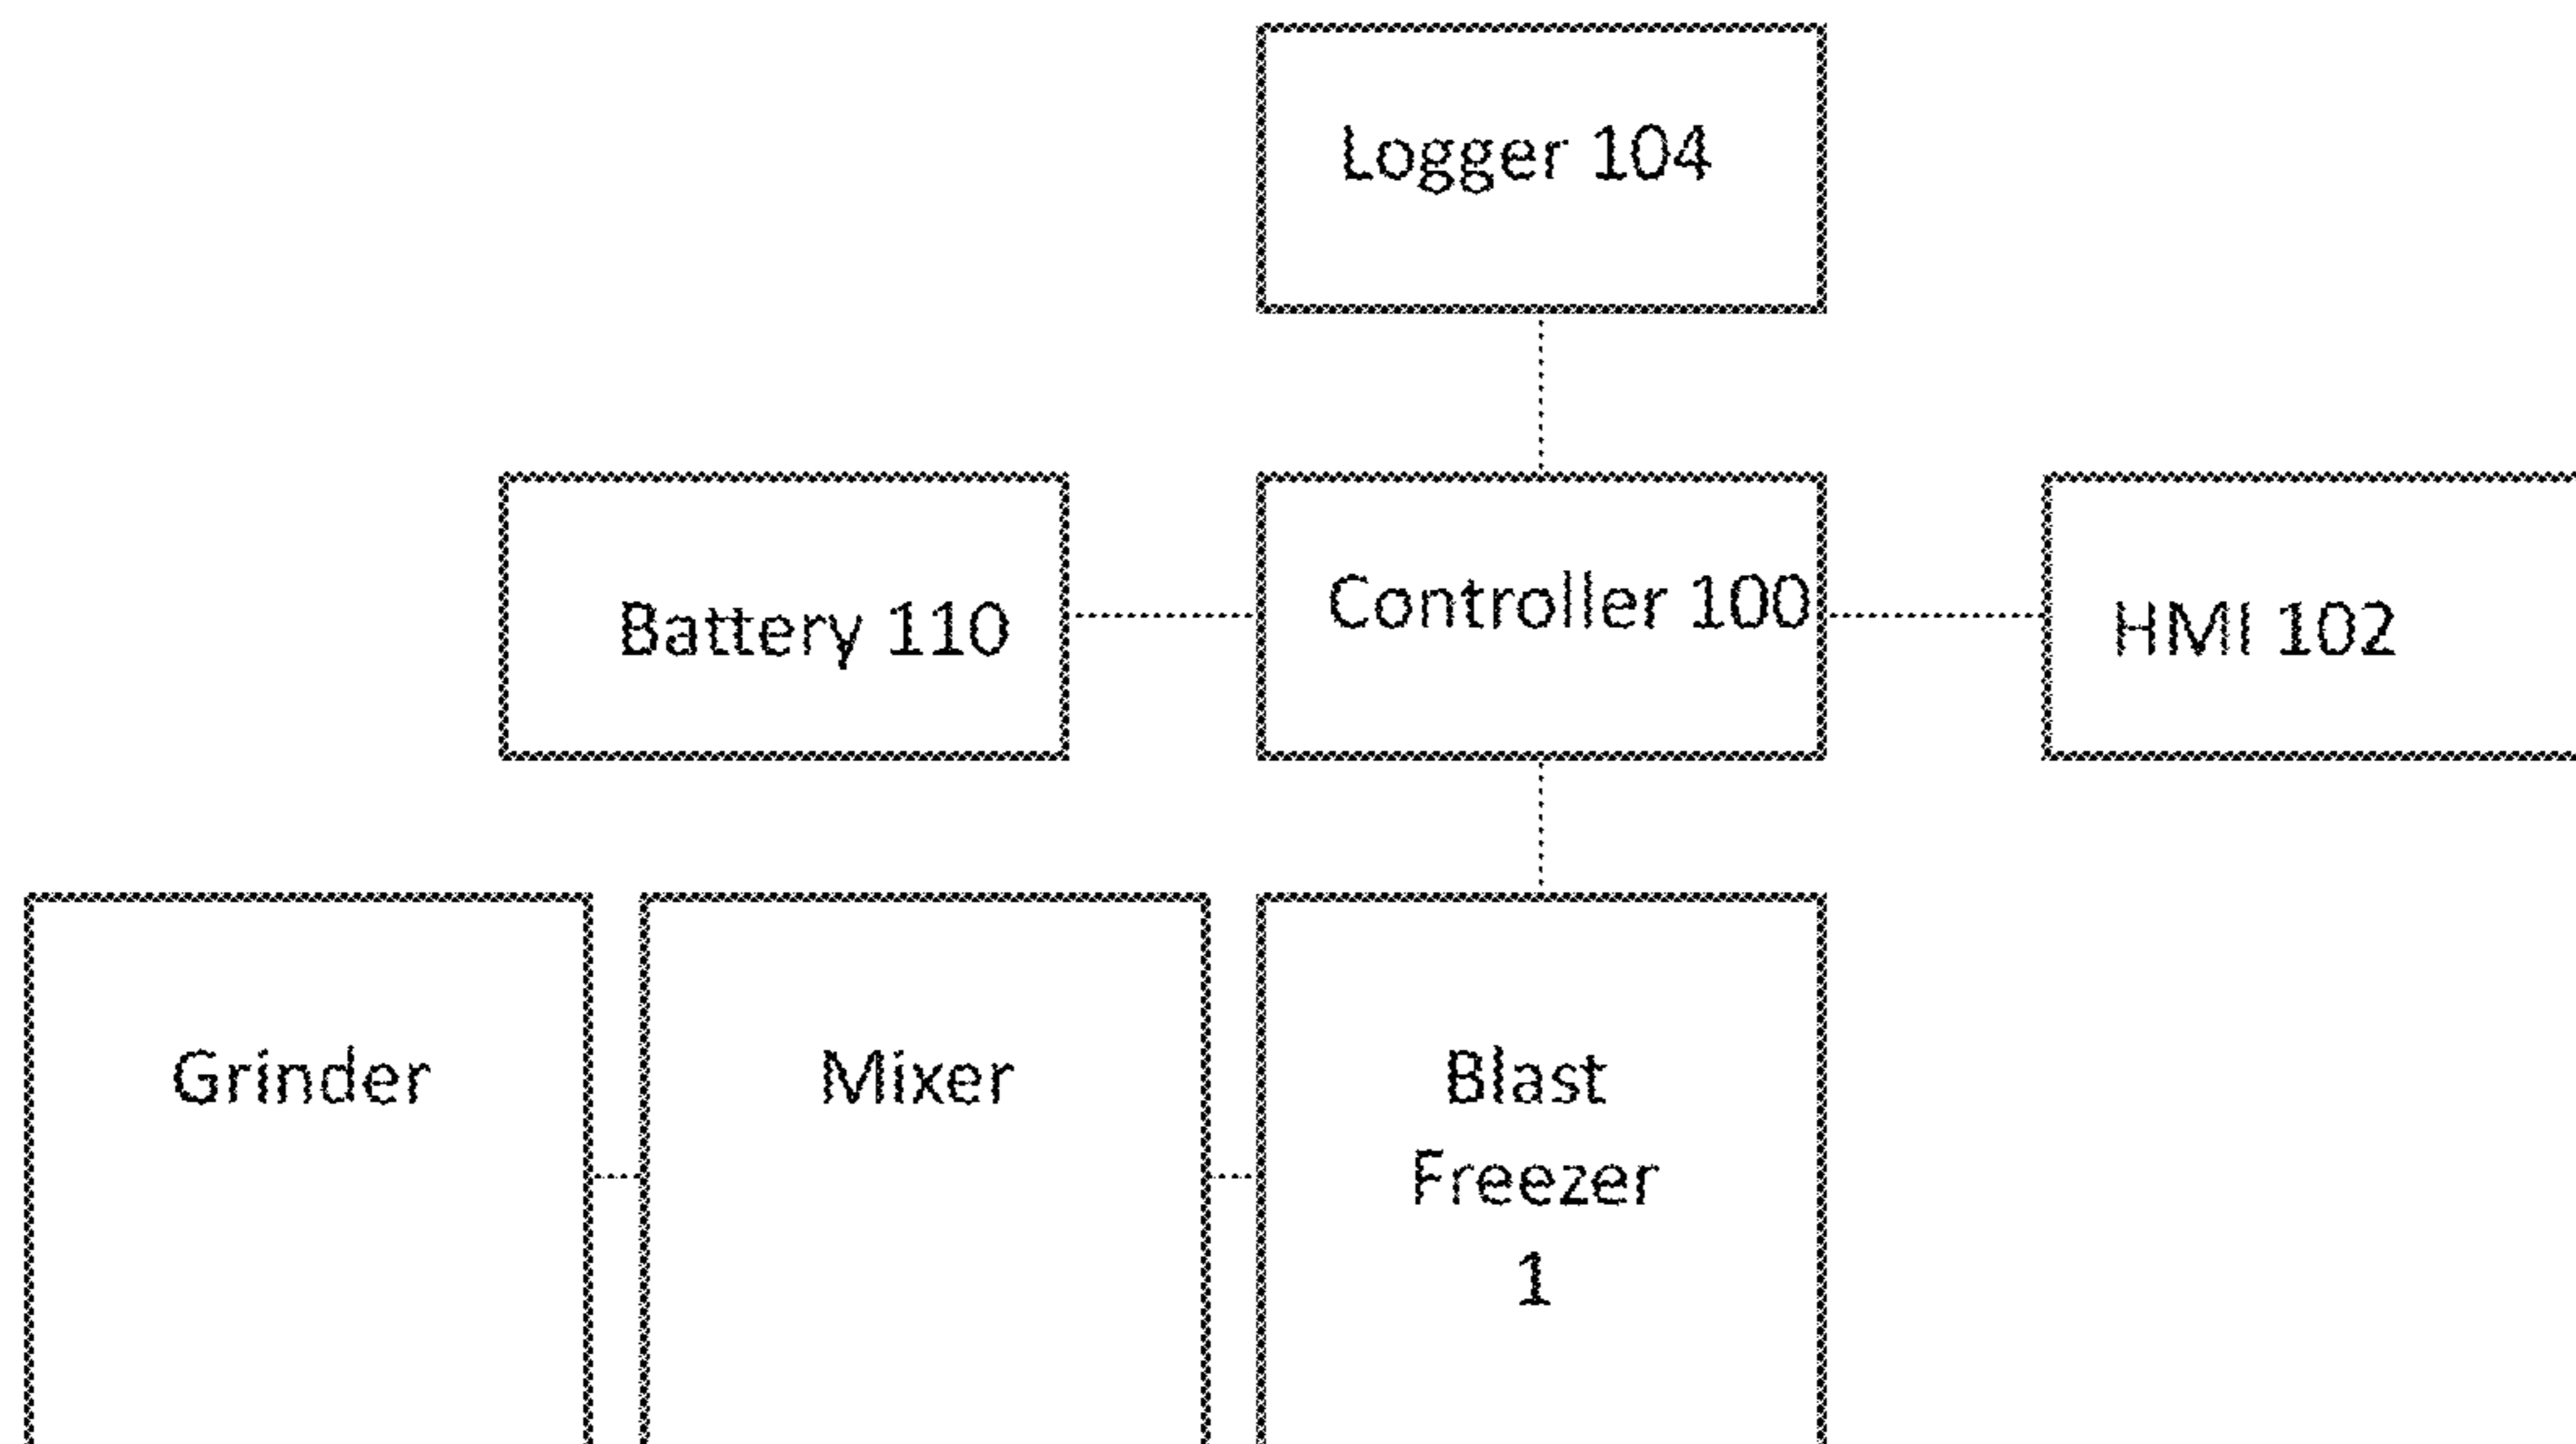 Logger 104
Battery 110
Controller 100
HMI 102
Grinder
Mixer
Blast
Freezer
1